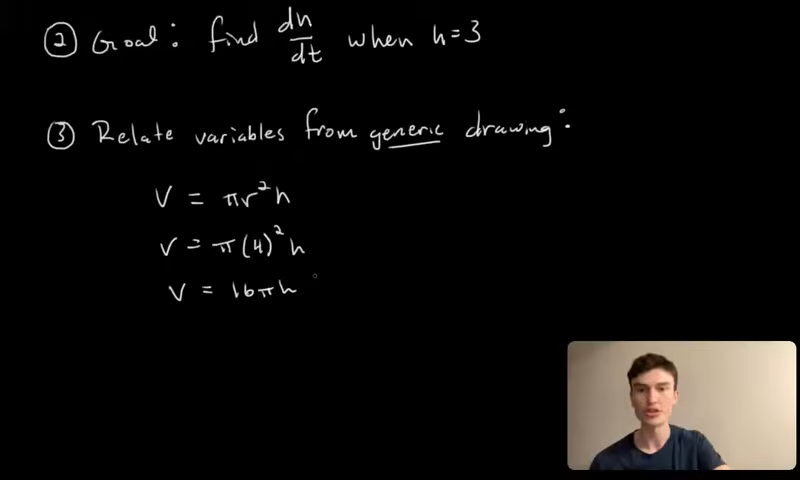 ② Goal: find dh/dt when h=3
③ Relate variables from generic drawing:
V = πr²h
V = π(4)²h
V = 16πh